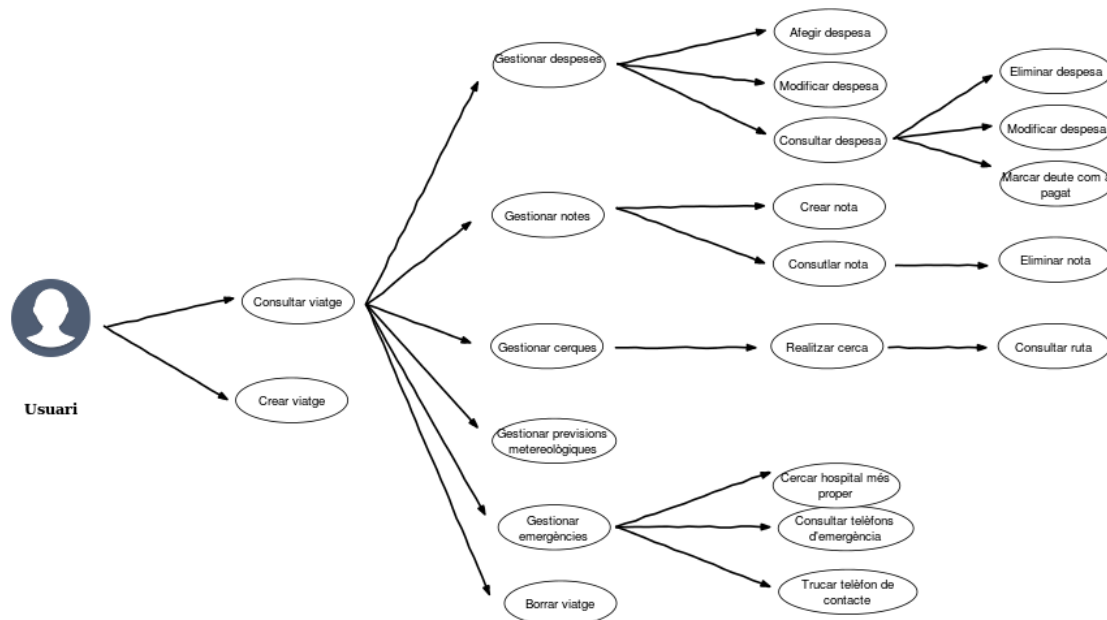 Afegir despesa
Gestionar despeses
Eliminar despesa
Modificar despesa
Modificar despesa
Consultar despesa
Marcar deute com a
pagat
Crear nota
Gestionar notes
Consutlar nota
Eliminar nota
Consultar viatge
Gestionar cerques
Realitzar cerca
Consultar ruta
Usuari
Crear viatge
Gestionar previsions
metereològiques
Cercar hospital més
proper
Gestionar
emergències
Consultar telèfons
d'emergència
Trucar telèfon de
contacte
Borrar viatge